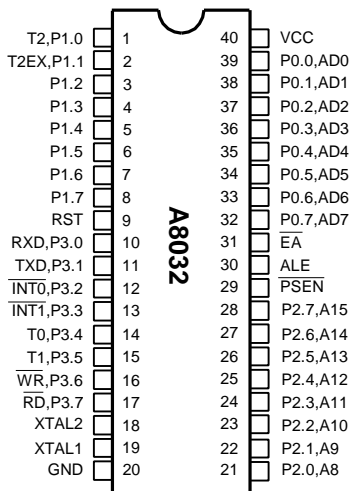 T2,P1.0 1 40 VCC
T2EX,P1.1 2 39 P0.0,AD0
P1.2 3 38 P0.1,AD1
P1.3 4 37 P0.2,AD2
P1.4 5 36 P0.3,AD3
P1.5 6 35 P0.4,AD4
P1.6 7 34 P0.5,AD5
P1.7 8 33 P0.6,AD6
RST 9 32 P0.7,AD7
RXD,P3.0 10 31 EA
TXD,P3.1 11 30 ALE
INT0,P3.2 12 29 PSEN
INT1,P3.3 13 28 P2.7,A15
T0,P3.4 14 27 P2.6,A14
T1,P3.5 15 26 P2.5,A13
WR,P3.6 16 25 P2.4,A12
RD,P3.7 17 24 P2.3,A11
XTAL2 18 23 P2.2,A10
XTAL1 19 22 P2.1,A9
GND 20 21 P2.0,A8
A8032